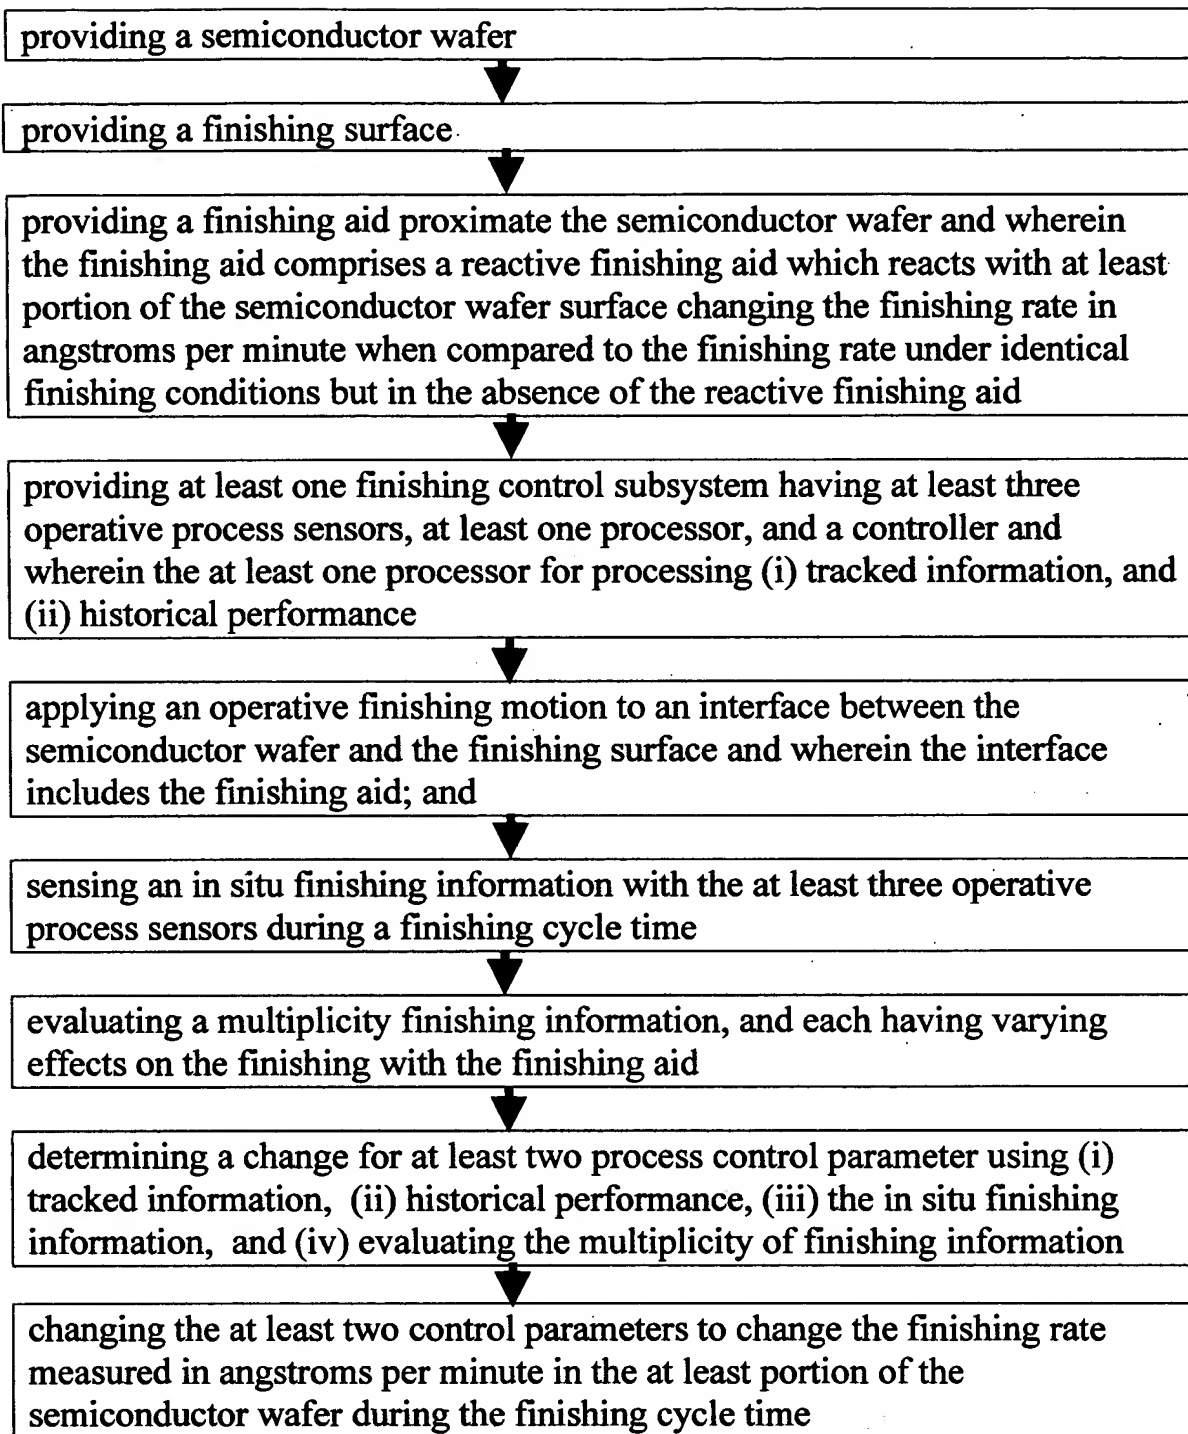 providing a semiconductor wafer
providing a finishing surface
providing a finishing aid proximate the semiconductor wafer and wherein
the finishing aid comprises a reactive finishing aid which reacts with at least
portion of the semiconductor wafer surface changing the finishing rate in
angstroms per minute when compared to the finishing rate under identical
finishing conditions but in the absence of the reactive finishing aid
providing at least one finishing control subsystem having at least three
operative process sensors, at least one processor, and a controller and
wherein the at least one processor for processing (i) tracked information, and
(ii) historical performance
applying an operative finishing motion to an interface between the
semiconductor wafer and the finishing surface and wherein the interface
includes the finishing aid; and
sensing an in situ finishing information with the at least three operative
process sensors during a finishing cycle time
evaluating a multiplicity finishing information, and each having varying
effects on the finishing with the finishing aid
determining a change for at least two process control parameter using (i)
tracked information, (ii) historical performance, (iii) the in situ finishing
information, and (iv) evaluating the multiplicity of finishing information
changing the at least two control parameters to change the finishing rate
measured in angstroms per minute in the at least portion of the
semiconductor wafer during the finishing cycle time